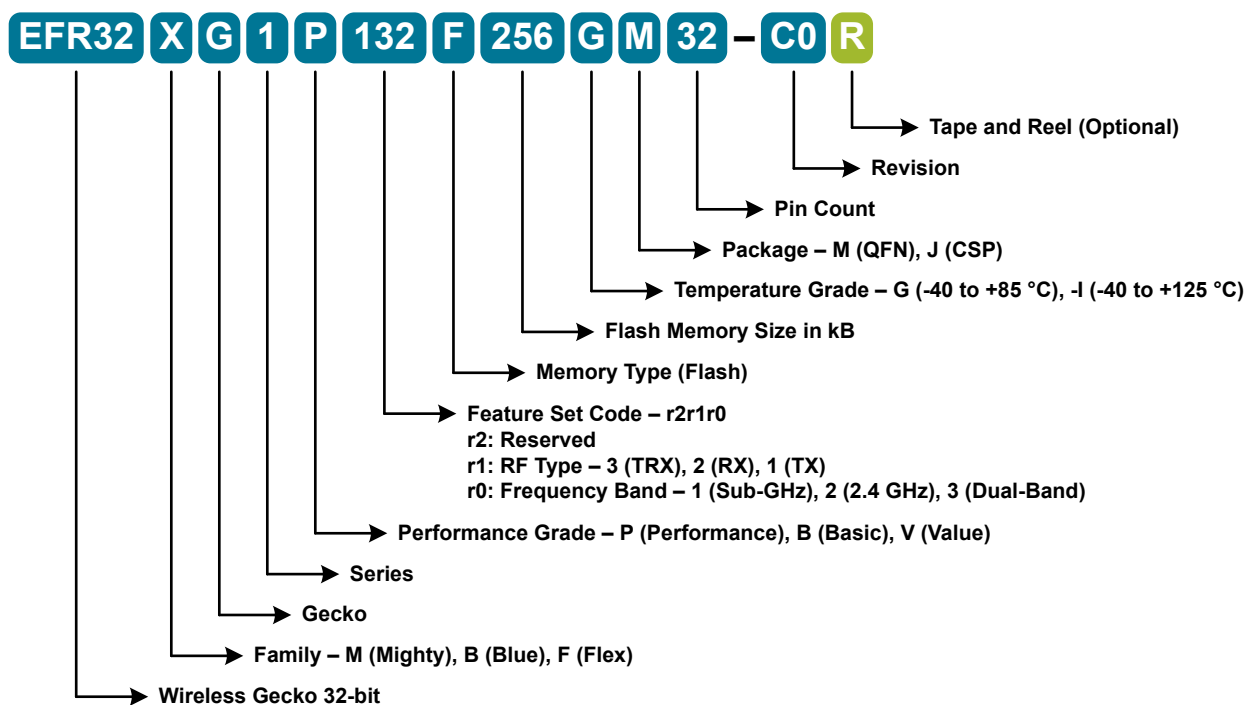 EFR32 X G 1 P 132 F 256 G M 32 – C0 R
Tape and Reel (Optional)
Revision
Pin Count
Package – M (QFN), J (CSP)
Temperature Grade – G (-40 to +85 °C), -I (-40 to +125 °C)
Flash Memory Size in kB
Memory Type (Flash)
Feature Set Code – r2r1r0
r2: Reserved
r1: RF Type – 3 (TRX), 2 (RX), 1 (TX)
r0: Frequency Band – 1 (Sub-GHz), 2 (2.4 GHz), 3 (Dual-Band)
Performance Grade – P (Performance), B (Basic), V (Value)
Series
Gecko
Family – M (Mighty), B (Blue), F (Flex)
Wireless Gecko 32-bit